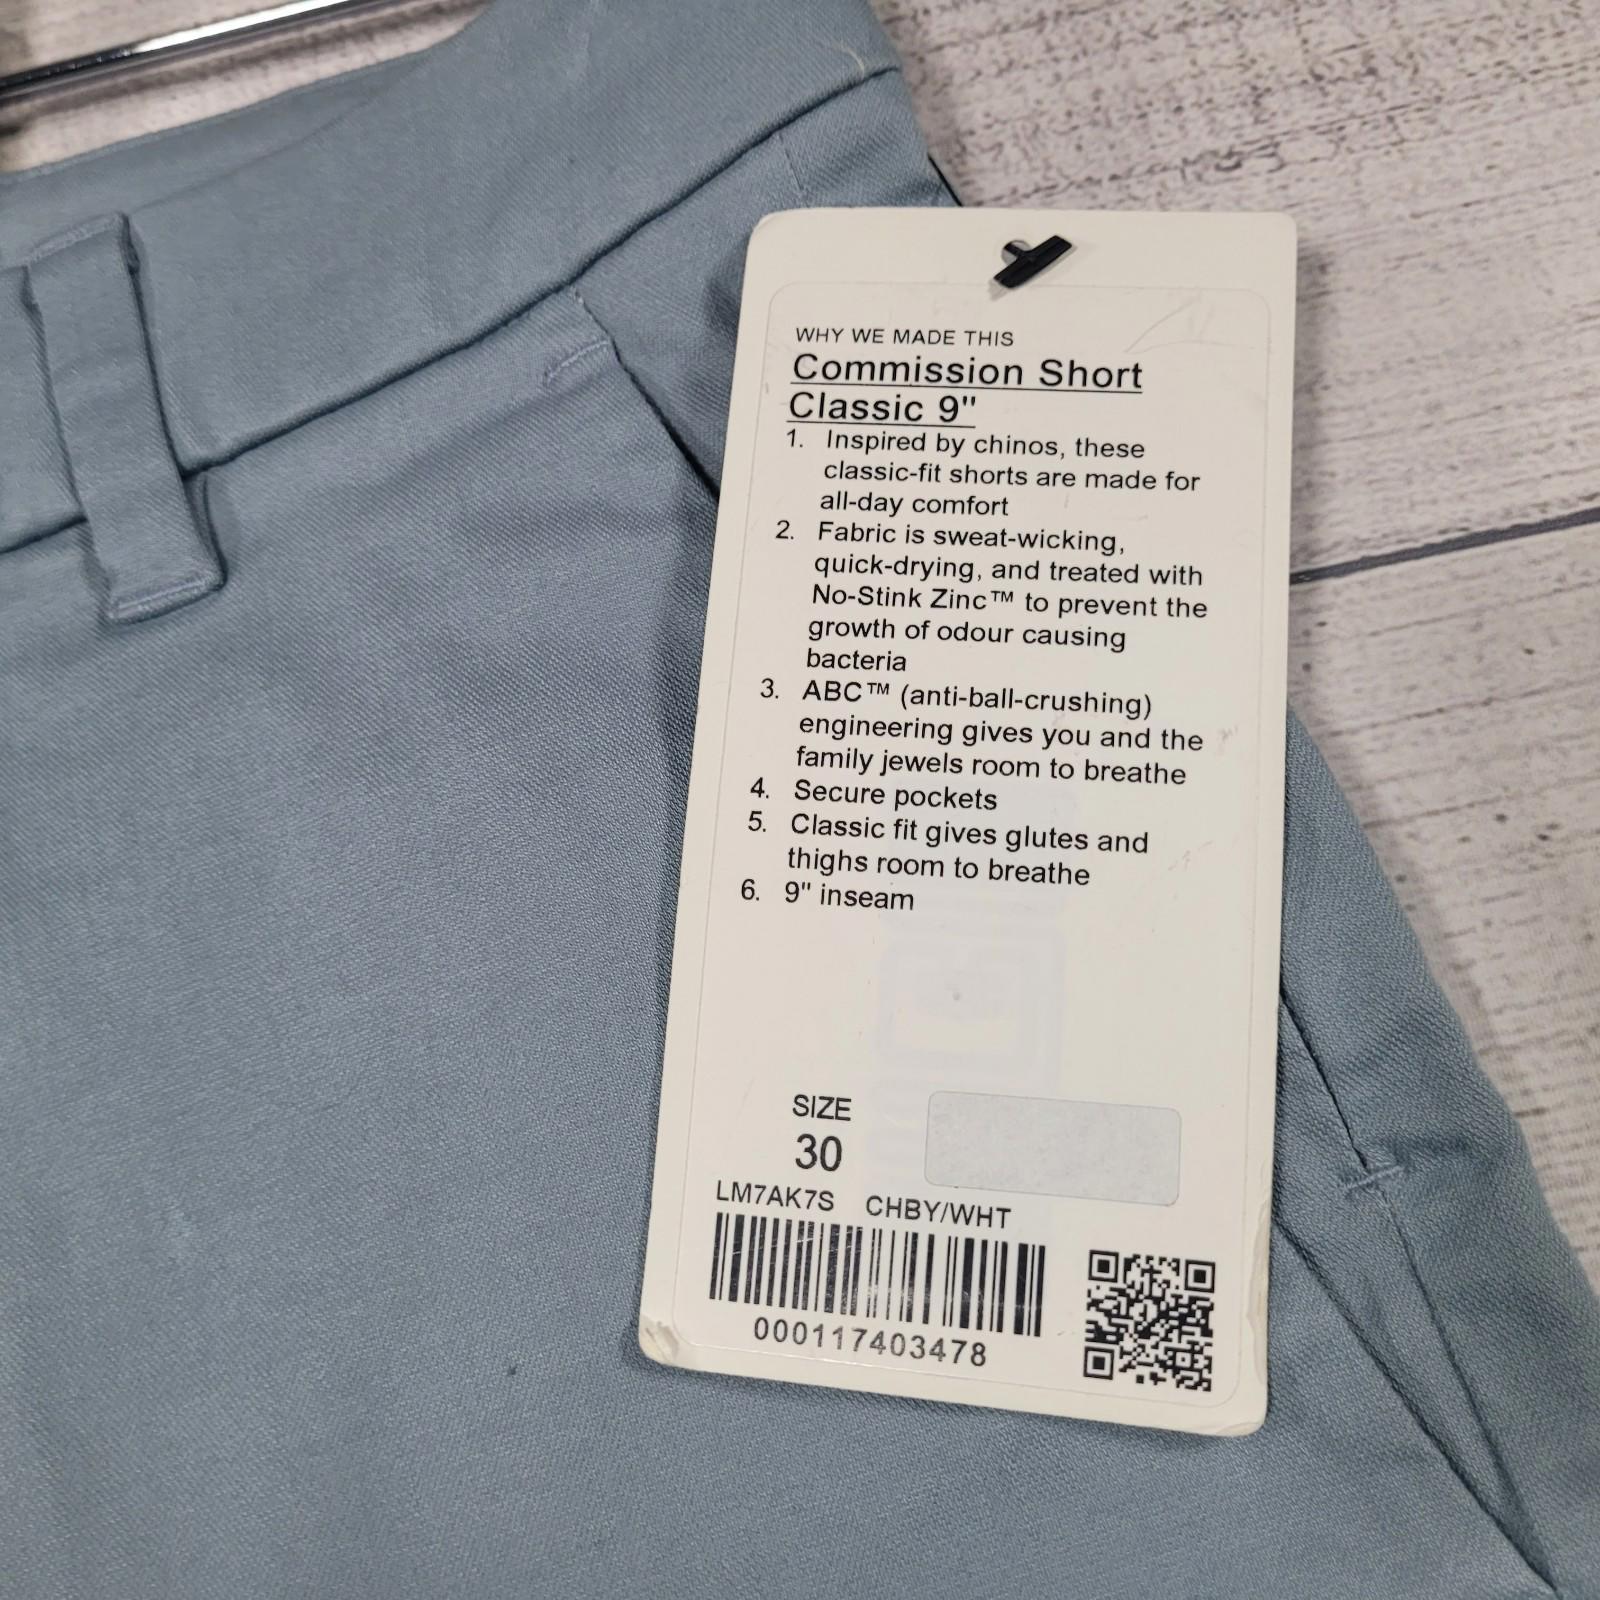 WHY WE MADE THIS
Commission Short
Classic 9"
1. Inspired by chinos, these
classic-fit shorts are made for
all-day comfort
2. Fabric is sweat-wicking,
quick-drying, and treated with
No-Stink Zinc™ to prevent the
growth of odour causing
bacteria
3. ABC™ (anti-ball-crushing)
engineering gives you and the
family jewels room to breathe
4. Secure pockets
5. Classic fit gives glutes and
thighs room to breathe
6. 9" inseam
SIZE
30
LM7AK7S CHBY/WHT
000117403478